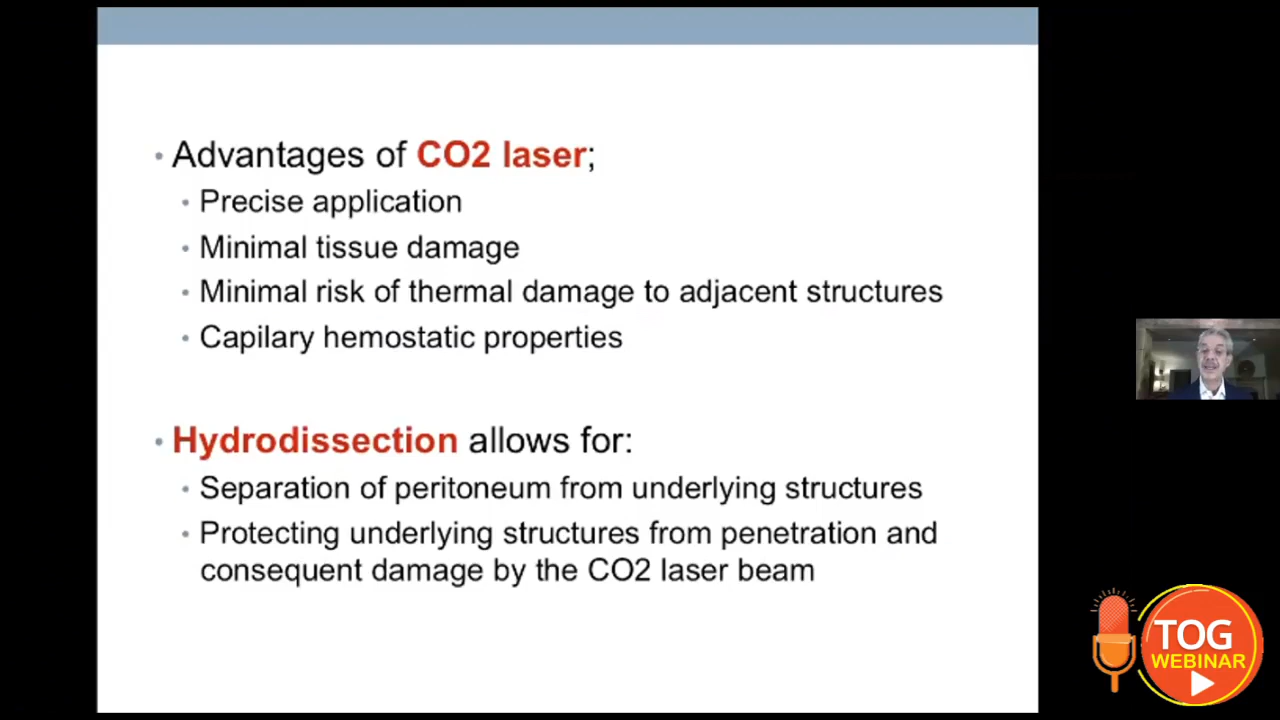 Advantages of CO2 laser;
Precise application
Minimal tissue damage
Minimal risk of thermal damage to adjacent structures
Capilary hemostatic properties
Hydrodissection allows for:
Separation of peritoneum from underlying structures
Protecting underlying structures from penetration and
consequent damage by the CO2 laser beam
TOG
WEBINAR